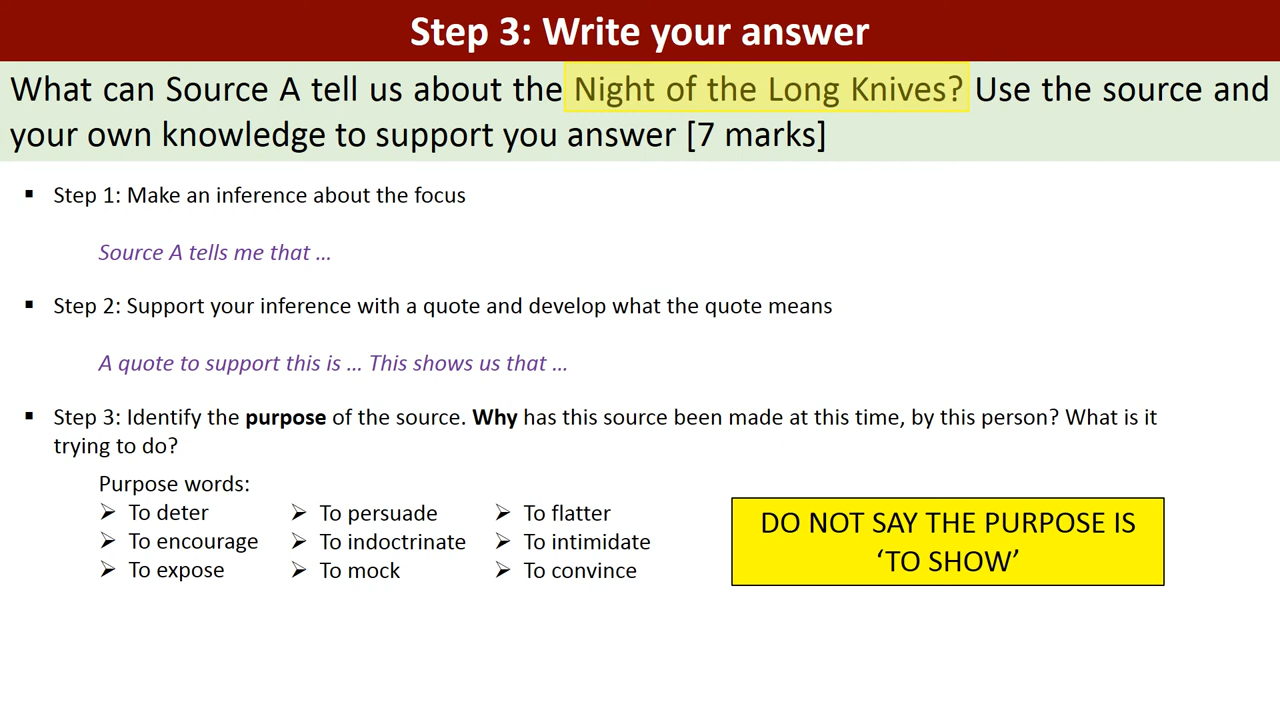 Step 3: Write your answer
What can Source A tell us about the Night of the Long Knives? Use the source and
your own knowledge to support you answer [7 marks]
▪ Step 1: Make an inference about the focus
Source A tells me that …
▪ Step 2: Support your inference with a quote and develop what the quote means
A quote to support this is … This shows us that …
▪ Step 3: Identify the purpose of the source. Why has this source been made at this time, by this person? What is it
trying to do?
Purpose words:
➢ To deter
➢ To encourage
➢ To expose
➢ To persuade
➢ To indoctrinate
➢ To mock
➢ To flatter
➢ To intimidate
➢ To convince
DO NOT SAY THE PURPOSE IS
‘TO SHOW’